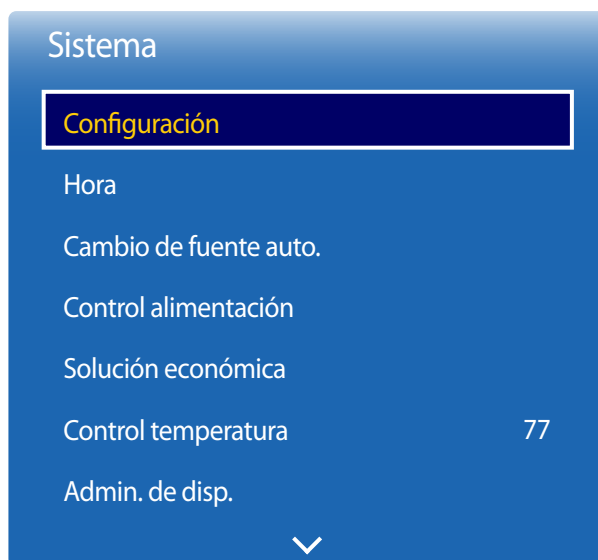 Sistema
Configuración
Hora
Cambio de fuente auto.
Control alimentación
Solución económica
Control temperatura 77
Admin. de disp.